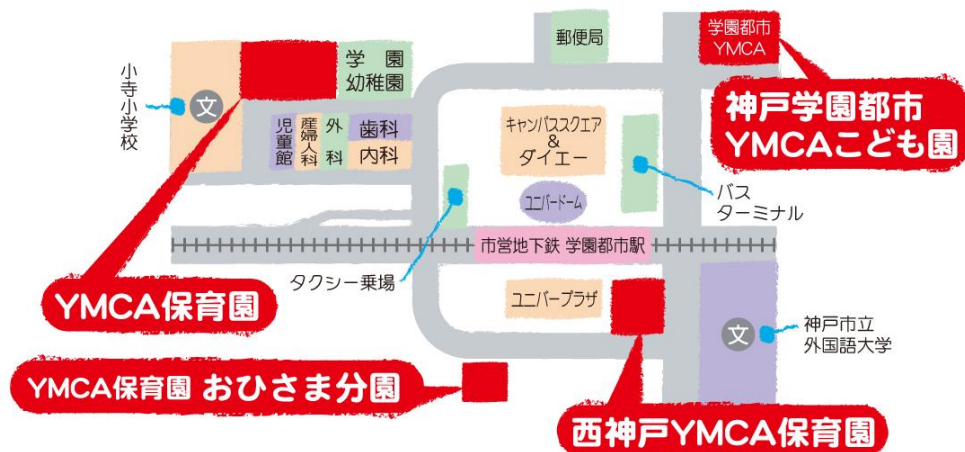 郵便局
学園都市
YMCA
神戸学園都市
YMCAこども園
小寺小学校
文
学園
幼稚園
児童館
産婦人科
外科
歯科
内科
キャンパススクエア
&
ダイエー
ユニバードーム
バス
ターミナル
市営地下鉄 学園都市駅
タクシー乗場
YMCA保育園
ユニバープラザ
文
神戸市立
外国語大学
YMCA保育園 おひさま分園
西神戸YMCA保育園